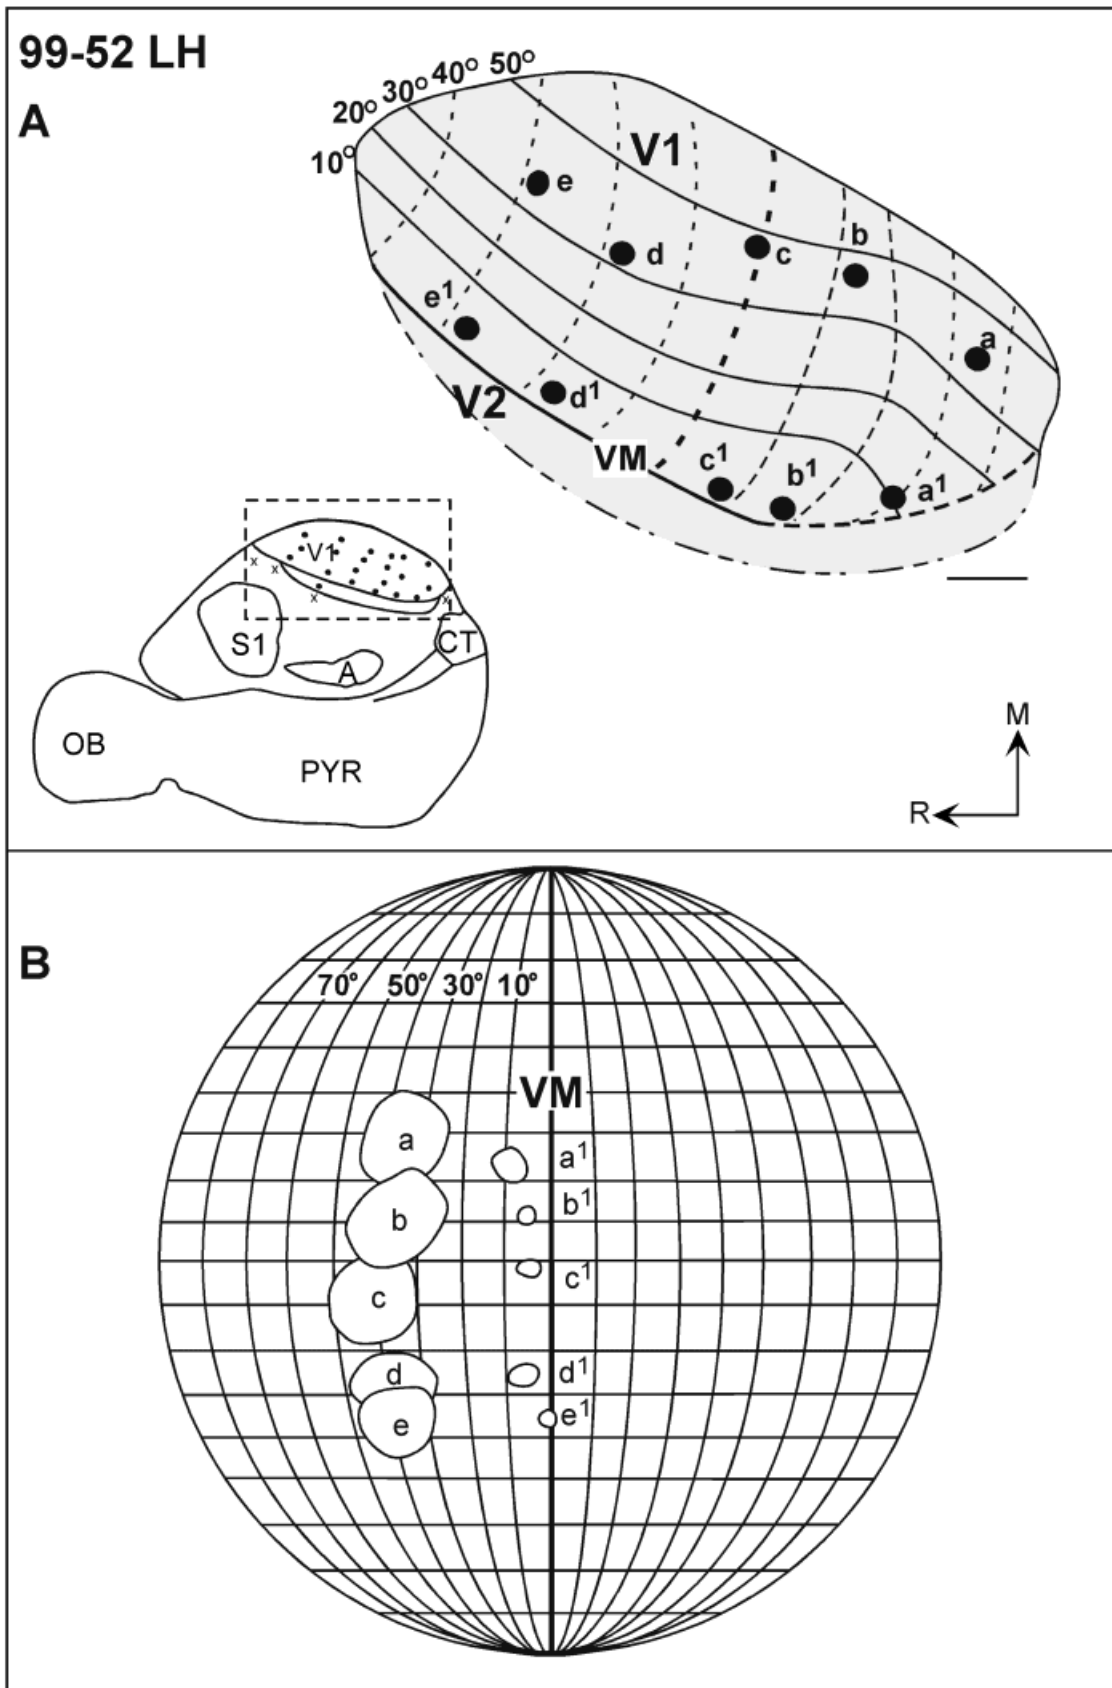 99-52 LH
A
10° 20° 30° 40° 50°
V1
e
d
c
b
a
e¹
V2
d¹
VM
c¹
b¹
a¹
V1
x x x x
S1
CT
A
OB
PYR
M
R
B
70° 50° 30° 10°
VM
a
a¹
b
b¹
c
c¹
d
d¹
e
e¹